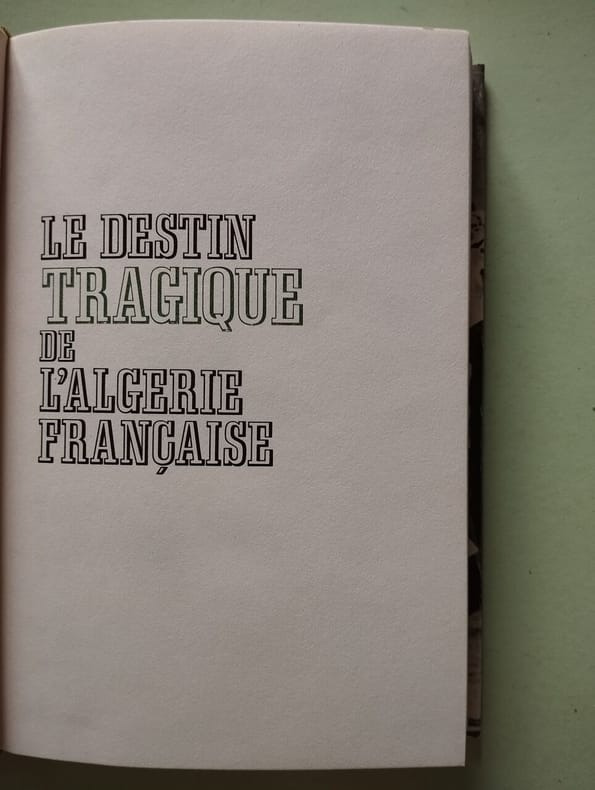 LE DESTIN
TRAGIQUE
DE
L'ALGERIE
FRANÇAISE